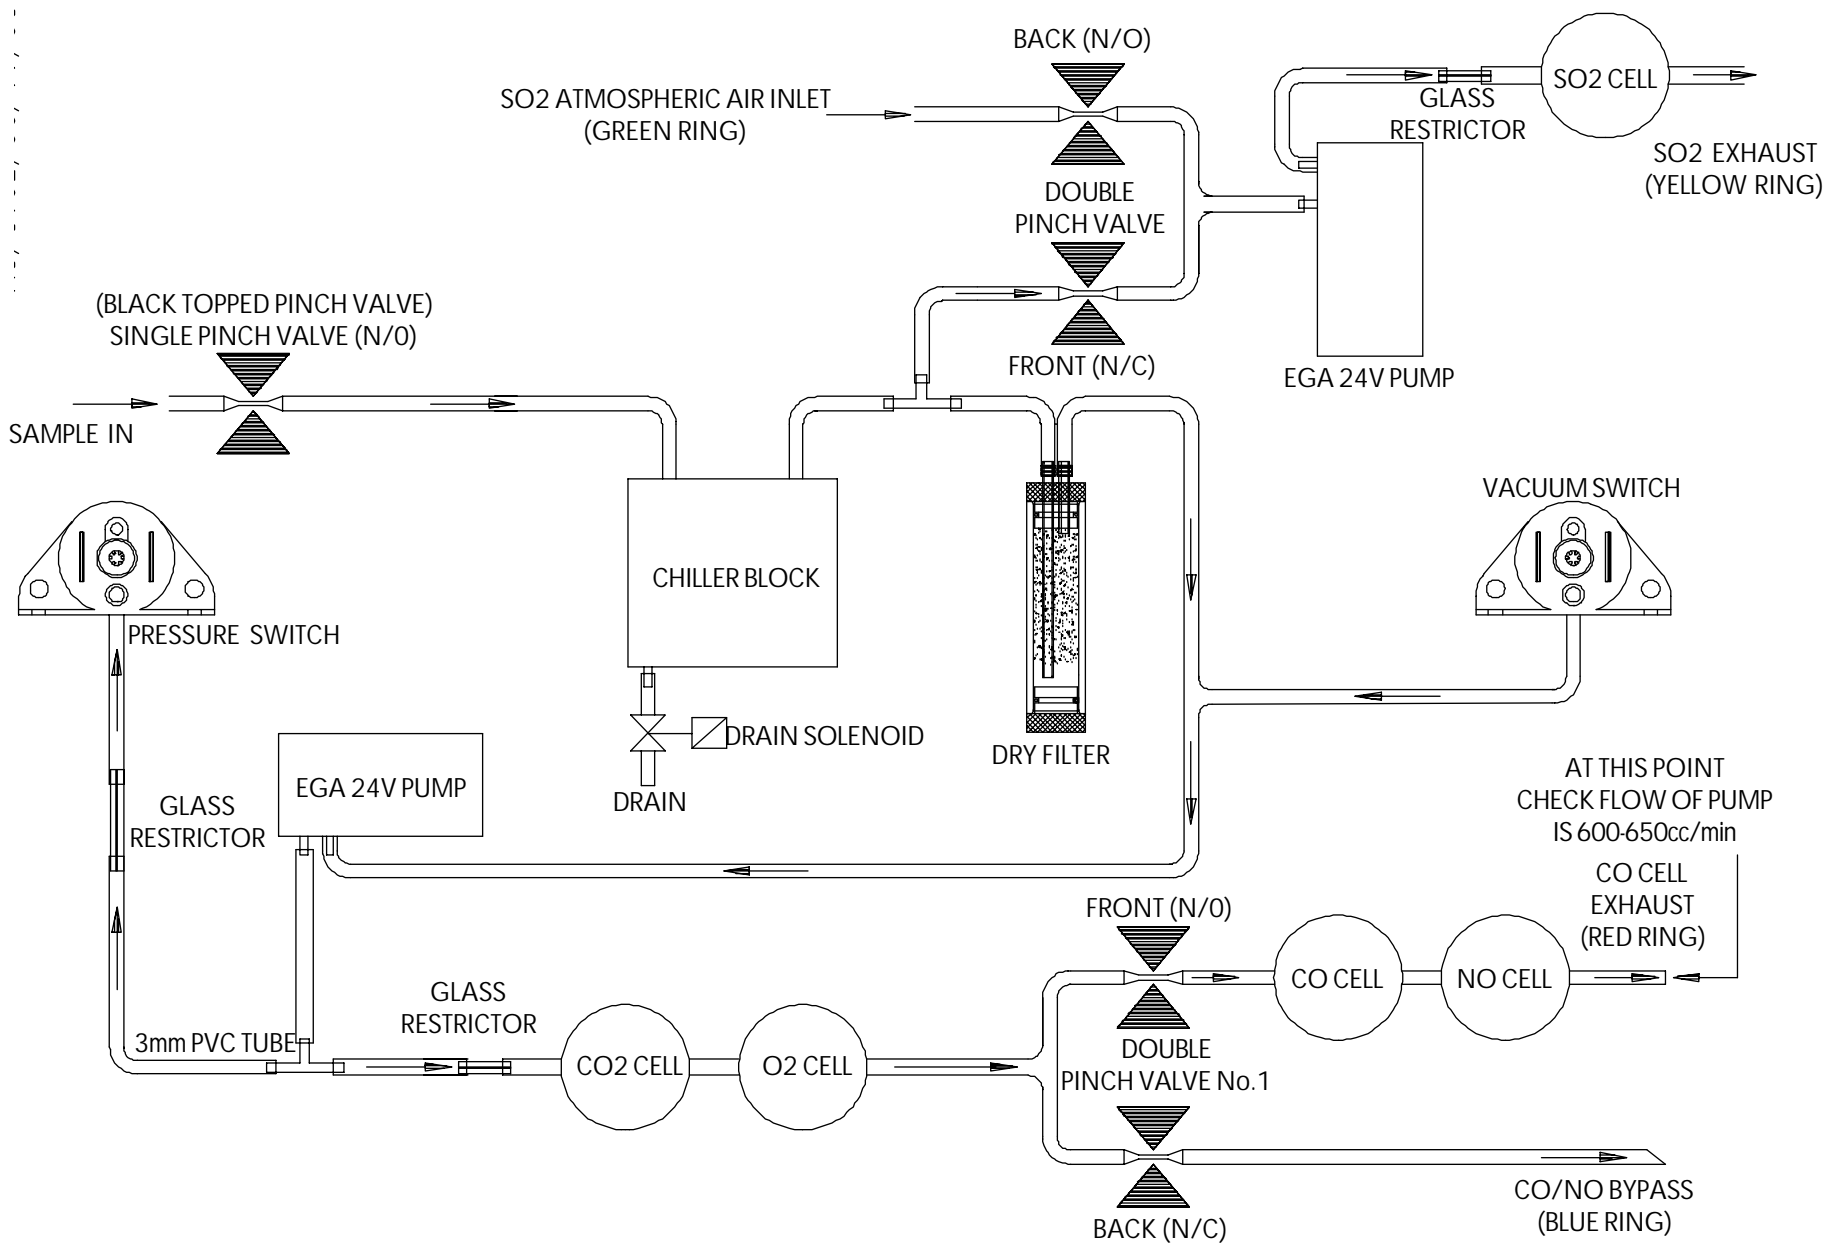 BACK (N/O)
SO2 ATMOSPHERIC AIR INLET
(GREEN RING)
SO2 CELL
GLASS
RESTRICTOR
SO2 EXHAUST
(YELLOW RING)
DOUBLE
PINCH VALVE
(BLACK TOPPED PINCH VALVE)
SINGLE PINCH VALVE (N/0)
FRONT (N/C)
EGA 24V PUMP
SAMPLE IN
VACUUM SWITCH
CHILLER BLOCK
PRESSURE SWITCH
DRAIN SOLENOID
DRY FILTER
EGA 24V PUMP
DRAIN
GLASS
RESTRICTOR
AT THIS POINT
CHECK FLOW OF PUMP
IS 600-650cc/min
CO CELL
EXHAUST
(RED RING)
FRONT (N/0)
CO CELL
NO CELL
GLASS
RESTRICTOR
3mm PVC TUBE
CO2 CELL
O2 CELL
DOUBLE
PINCH VALVE No.1
CO/NO BYPASS
(BLUE RING)
BACK (N/C)